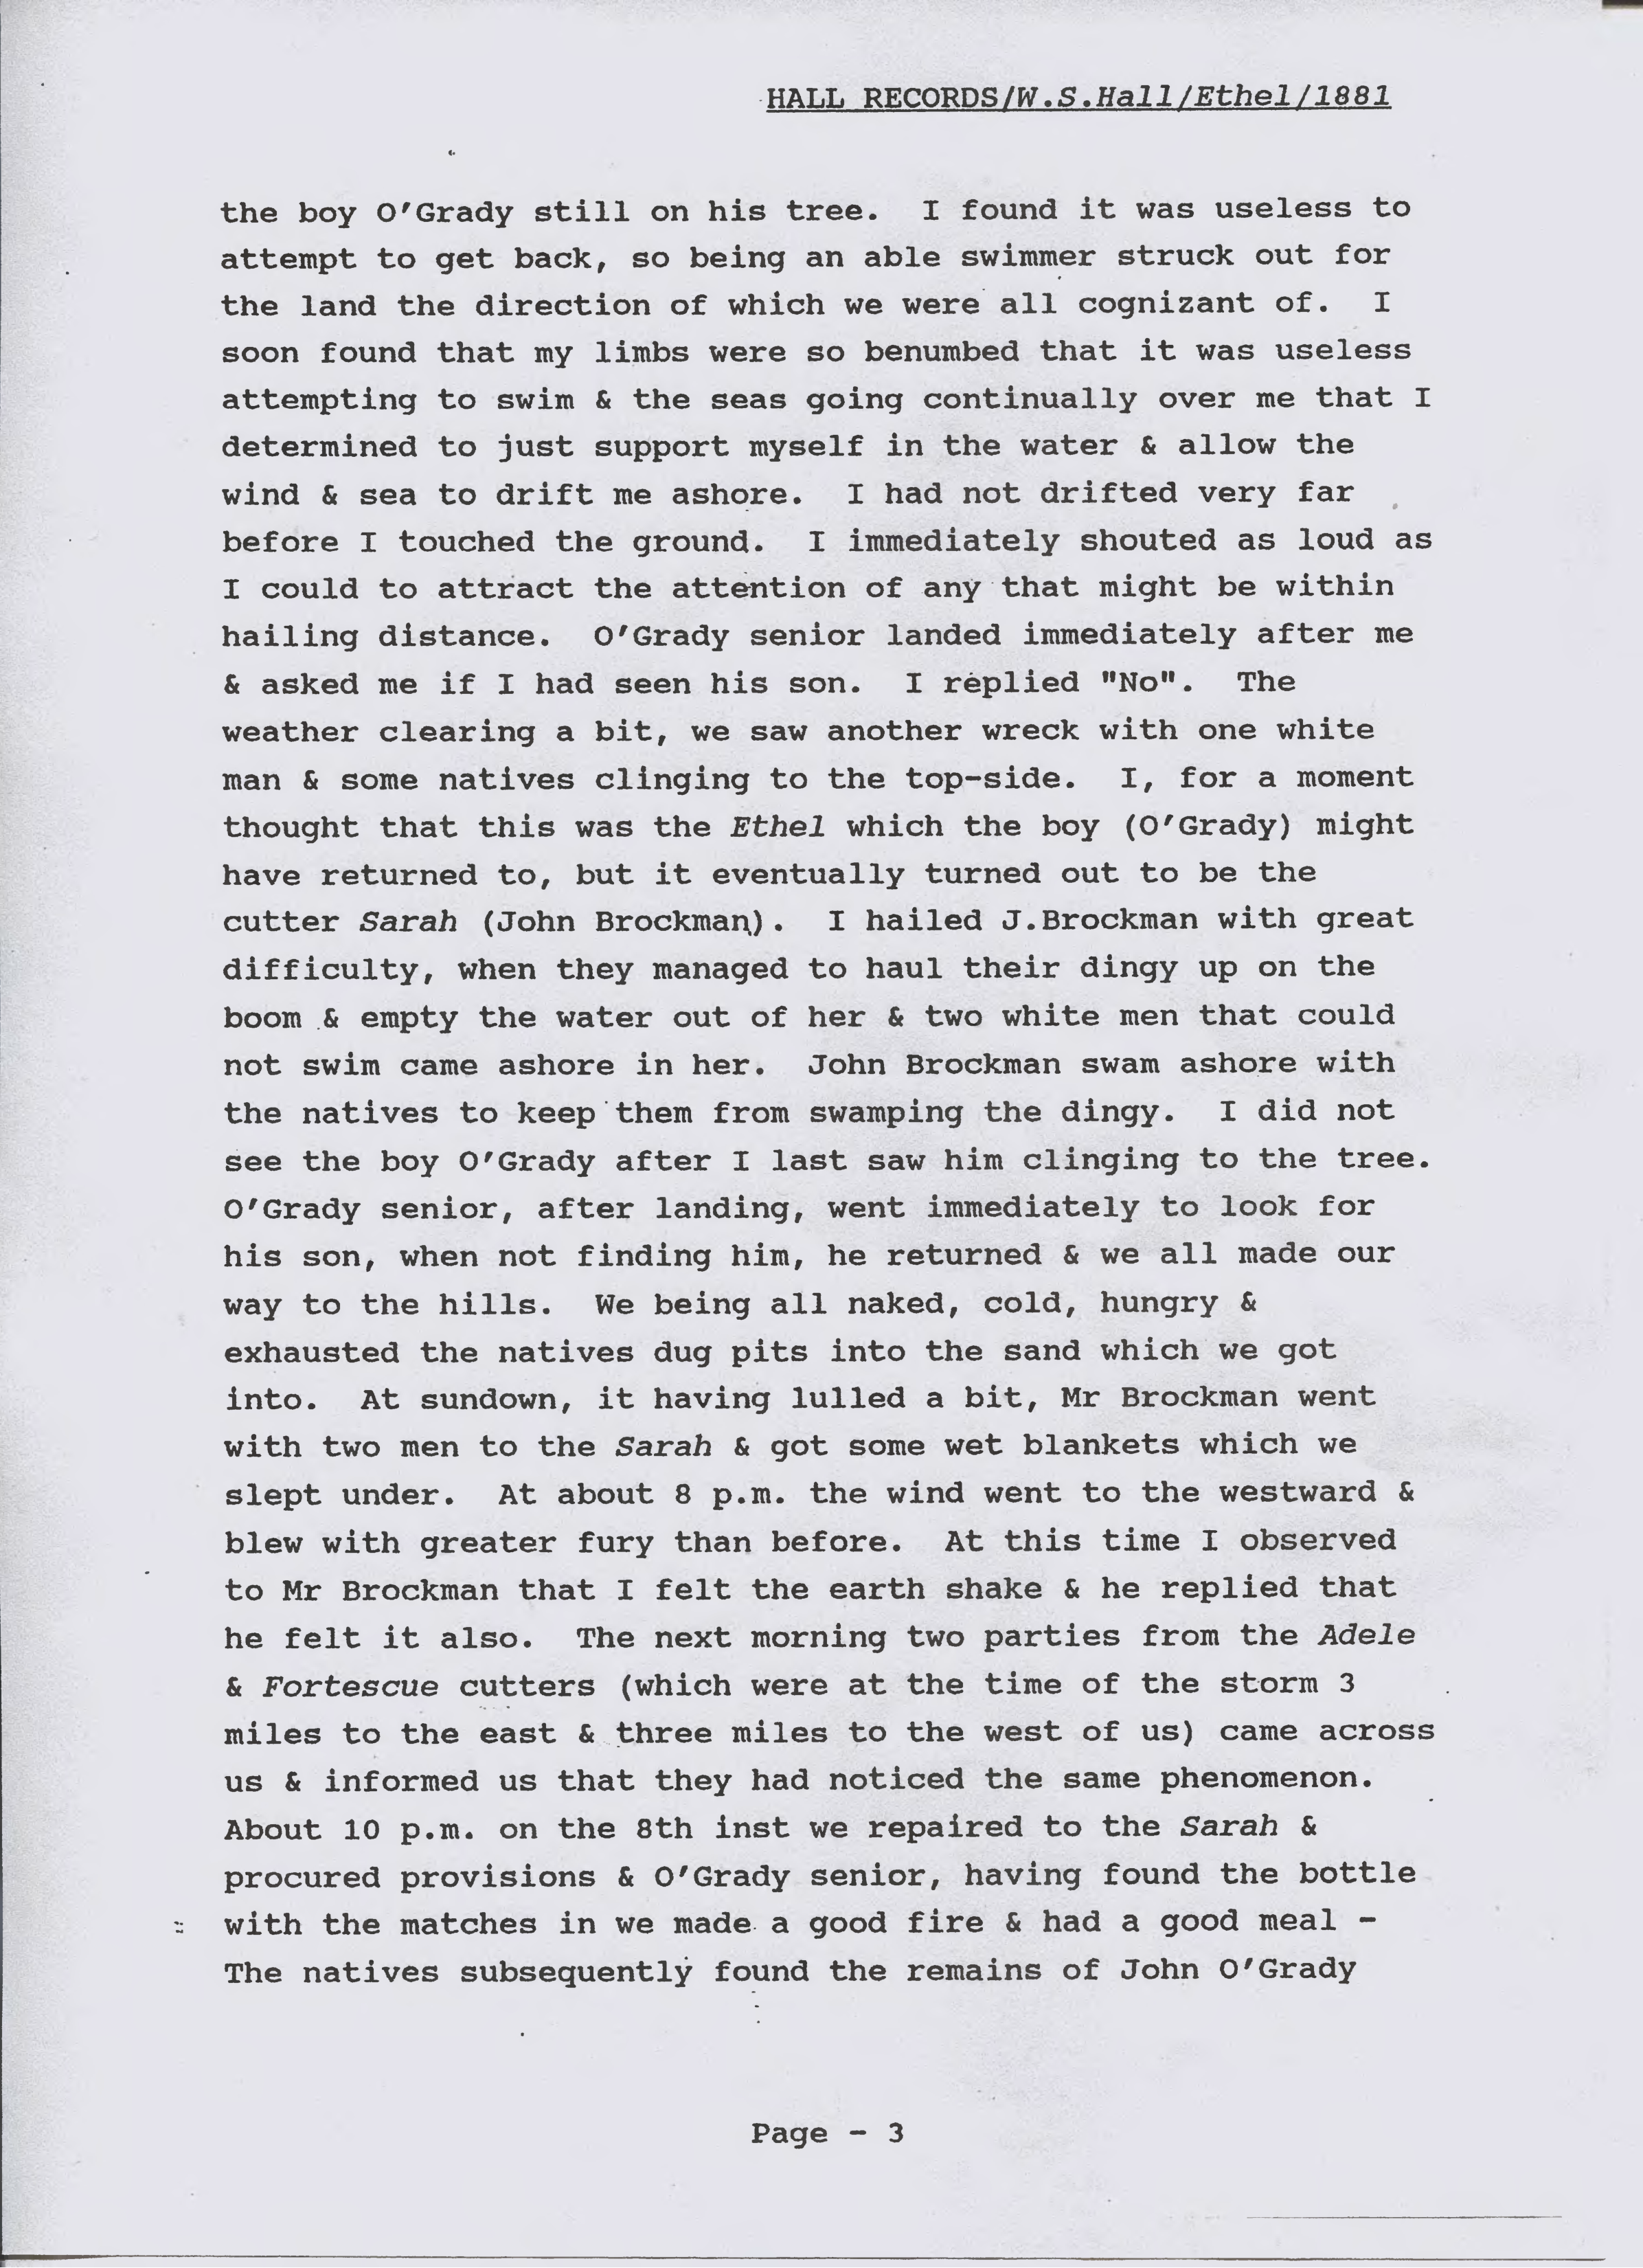 HALL RECORDS/W.S.Hall/Ethel/1881
the boy O'Grady still on his tree. I found it was useless to
attempt to get back, so being an able swimmer struck out for
the land the direction of which we were all cognizant of. I
soon found that my limbs were so benumbed that it was useless
attempting to swim & the seas going continually over me that I
determined to just support myself in the water & allow the
wind & sea to drift me ashore. I had not drifted very far
before I touched the ground. I immediately shouted as loud as
I could to attract the attention of any that might be within
hailing distance. O'Grady senior landed immediately after me
& asked me if I had seen his son. I replied "No". The
weather clearing a bit, we saw another wreck with one white
man & some natives clinging to the top-side. I, for a moment
thought that this was the Ethel which the boy (O'Grady) might
have returned to, but it eventually turned out to be the
cutter Sarah (John Brockman). I hailed J.Brockman with great
difficulty, when they managed to haul their dingy up on the
boom & empty the water out of her & two white men that could
not swim came ashore in her. John Brockman swam ashore with
the natives to keep them from swamping the dingy. I did not
see the boy O'Grady after I last saw him clinging to the tree.
O'Grady senior, after landing, went immediately to look for
his son, when not finding him, he returned & we all made our
way to the hills. We being all naked, cold, hungry &
exhausted the natives dug pits into the sand which we got
into. At sundown, it having lulled a bit, Mr Brockman went
with two men to the Sarah & got some wet blankets which we
slept under. At about 8 p.m. the wind went to the westward &
blew with greater fury than before. At this time I observed
to Mr Brockman that I felt the earth shake & he replied that
he felt it also. The next morning two parties from the Adele
& Fortescue cutters (which were at the time of the storm 3
miles to the east & three miles to the west of us) came across
us & informed us that they had noticed the same phenomenon.
About 10 p.m. on the 8th inst we repaired to the Sarah &
procured provisions & O'Grady senior, having found the bottle
with the matches in we made a good fire & had a good meal -
The natives subsequently found the remains of John O'Grady
Page - 3